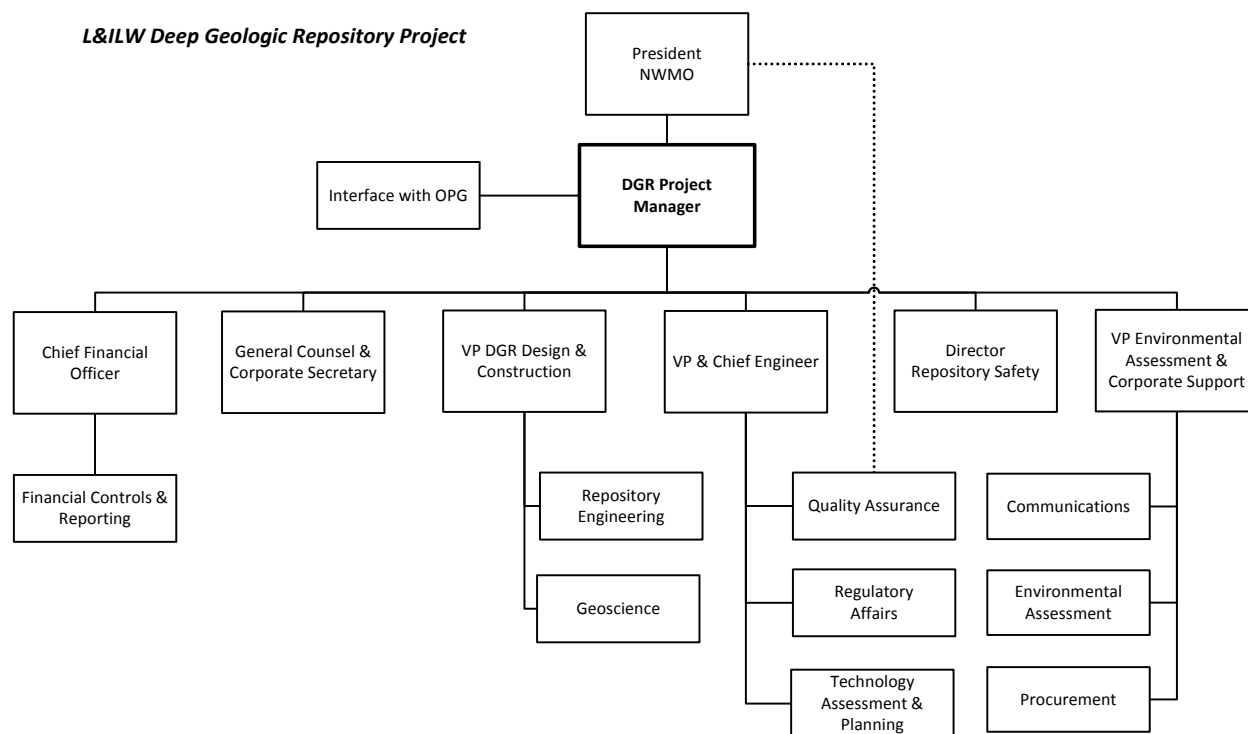 L&ILW Deep Geologic Repository Project
President
NWMO
Interface with OPG
DGR Project
Manager
Chief Financial
Officer
General Counsel &
Corporate Secretary
VP DGR Design &
Construction
VP & Chief Engineer
Director
Repository Safety
VP Environmental
Assessment &
Corporate Support
Financial Controls &
Reporting
Repository
Engineering
Quality Assurance
Communications
Geoscience
Regulatory
Affairs
Environmental
Assessment
Technology
Assessment &
Planning
Procurement